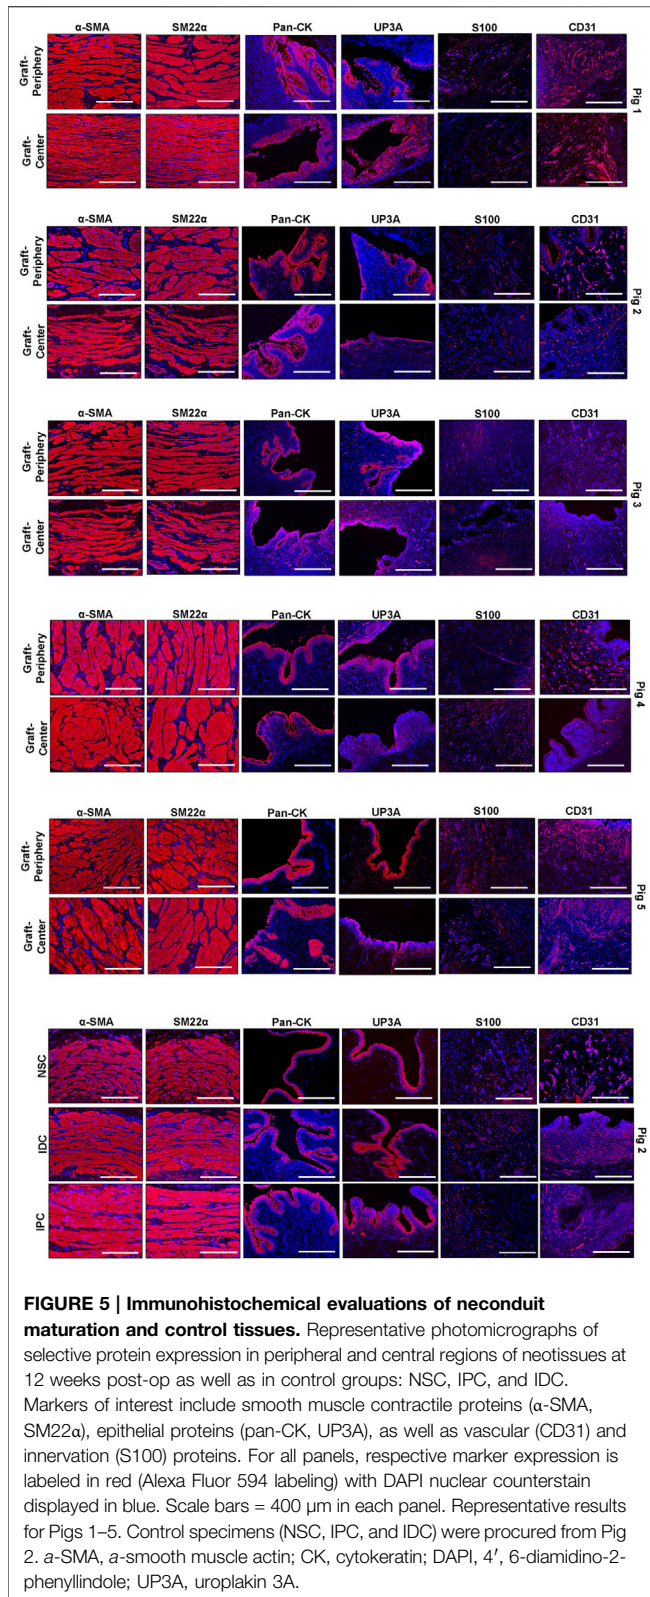 α-SMA SM22α Pan-CK UP3A S100 CD31
Graft-
Periphery
Pig 1
Graft-
Center
α-SMA SM22α Pan-CK UP3A S100 CD31
Graft-
Periphery
Pig 2
Graft-
Center
α-SMA SM22α Pan-CK UP3A S100 CD31
Graft-
Periphery
Pig 3
Graft-
Center
α-SMA SM22α Pan-CK UP3A S100 CD31
Graft-
Periphery
Pig 4
Graft-
Center
α-SMA SM22α Pan-CK UP3A S100 CD31
Graft-
Periphery
Pig 5
Graft-
Center
α-SMA SM22α Pan-CK UP3A S100 CD31
NSC
IDC
Pig 2
IPC
FIGURE 5 | Immunohistochemical evaluations of neconduit
maturation and control tissues. Representative photomicrographs of
selective protein expression in peripheral and central regions of neotissues at
12 weeks post-op as well as in control groups: NSC, IPC, and IDC.
Markers of interest include smooth muscle contractile proteins (α-SMA,
SM22α), epithelial proteins (pan-CK, UP3A), as well as vascular (CD31) and
innervation (S100) proteins. For all panels, respective marker expression is
labeled in red (Alexa Fluor 594 labeling) with DAPI nuclear counterstain
displayed in blue. Scale bars = 400 μm in each panel. Representative results
for Pigs 1–5. Control specimens (NSC, IPC, and IDC) were procured from Pig
2. a-SMA, a-smooth muscle actin; CK, cytokeratin; DAPI, 4′, 6-diamidino-2-
phenyllindole; UP3A, uroplakin 3A.